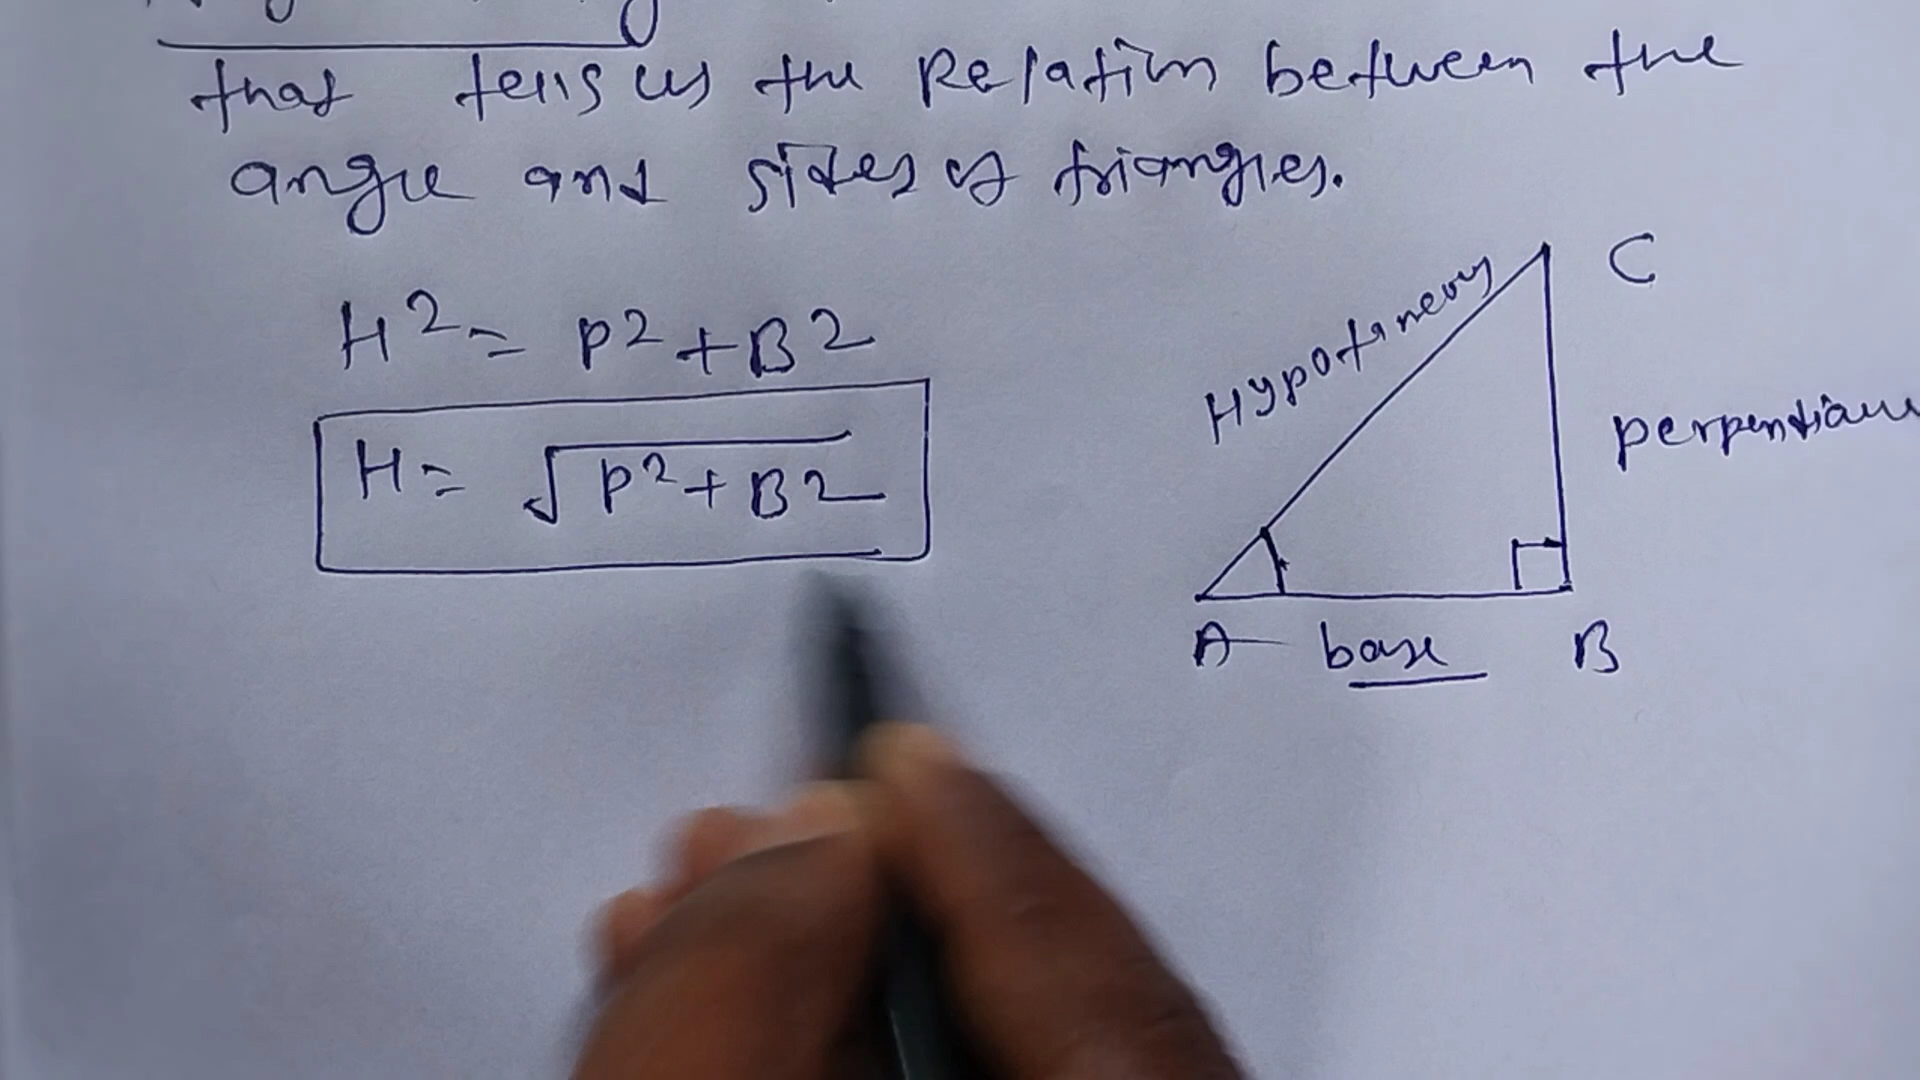 that tells us the Relation between the
angle and sides of triangles.
H² = P² + B²
H = √P² + B²
Hypotaneous
C
perpendicular
A
base
B